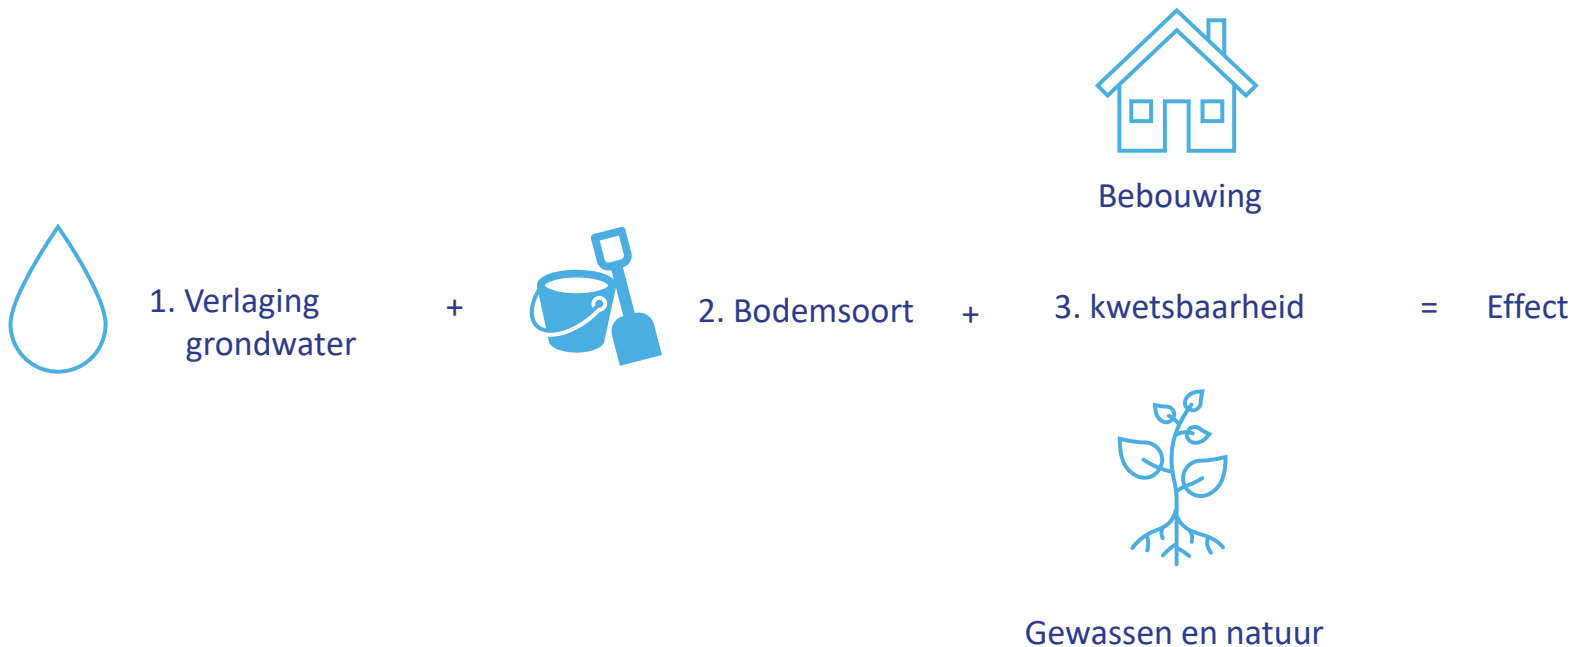 Bebouwing
1. Verlaging
grondwater
+
2. Bodemsoort
+
3. kwetsbaarheid
=
Effect
Gewassen en natuur